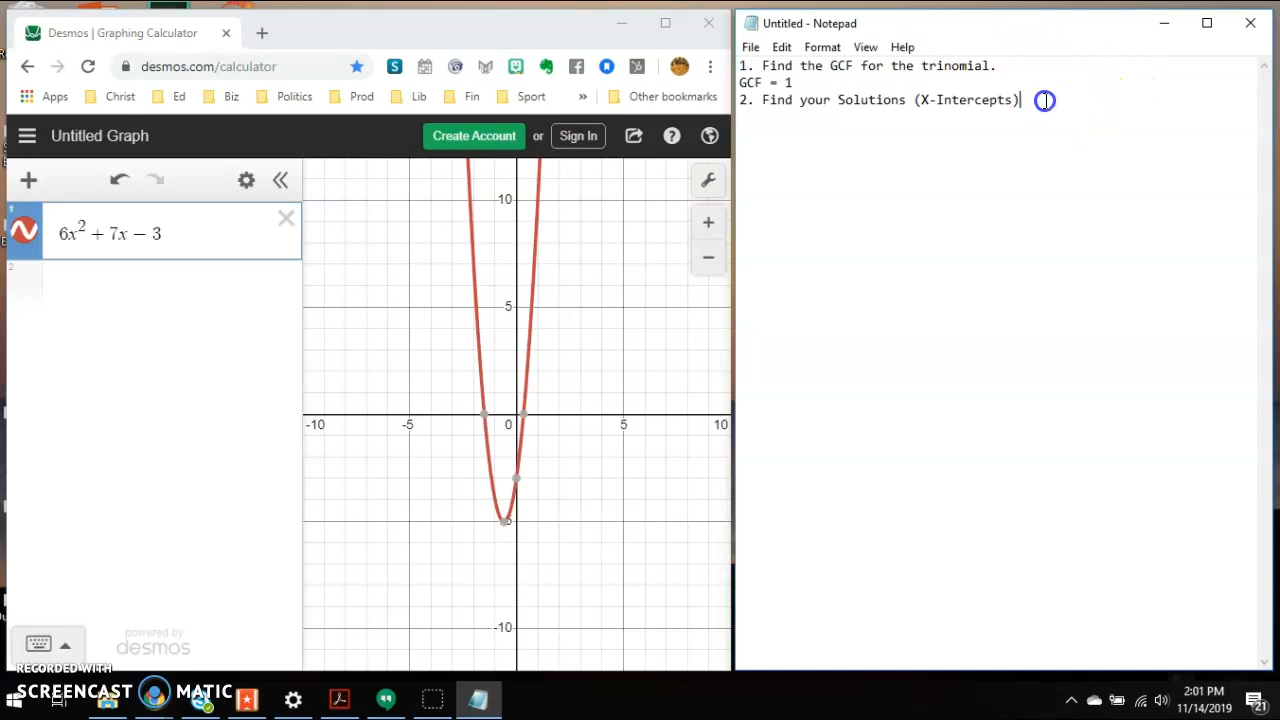 Desmos | Graphing Calculator
Untitled - Notepad
File Edit Format View Help
desmos.com/calculator
Apps Christ Ed Biz Politics Prod Lib Fin Sport » Other bookmarks
1. Find the GCF for the trinomial.
GCF = 1
2. Find your Solutions (X-Intercepts)
Untitled Graph Create Account or Sign In
1
6x² + 7x − 3
2
10
5
-10 -5 0 5 10
-10
powered by
desmos
RECORDED WITH
SCREENCAST MATIC
2:01 PM
11/14/2019
21